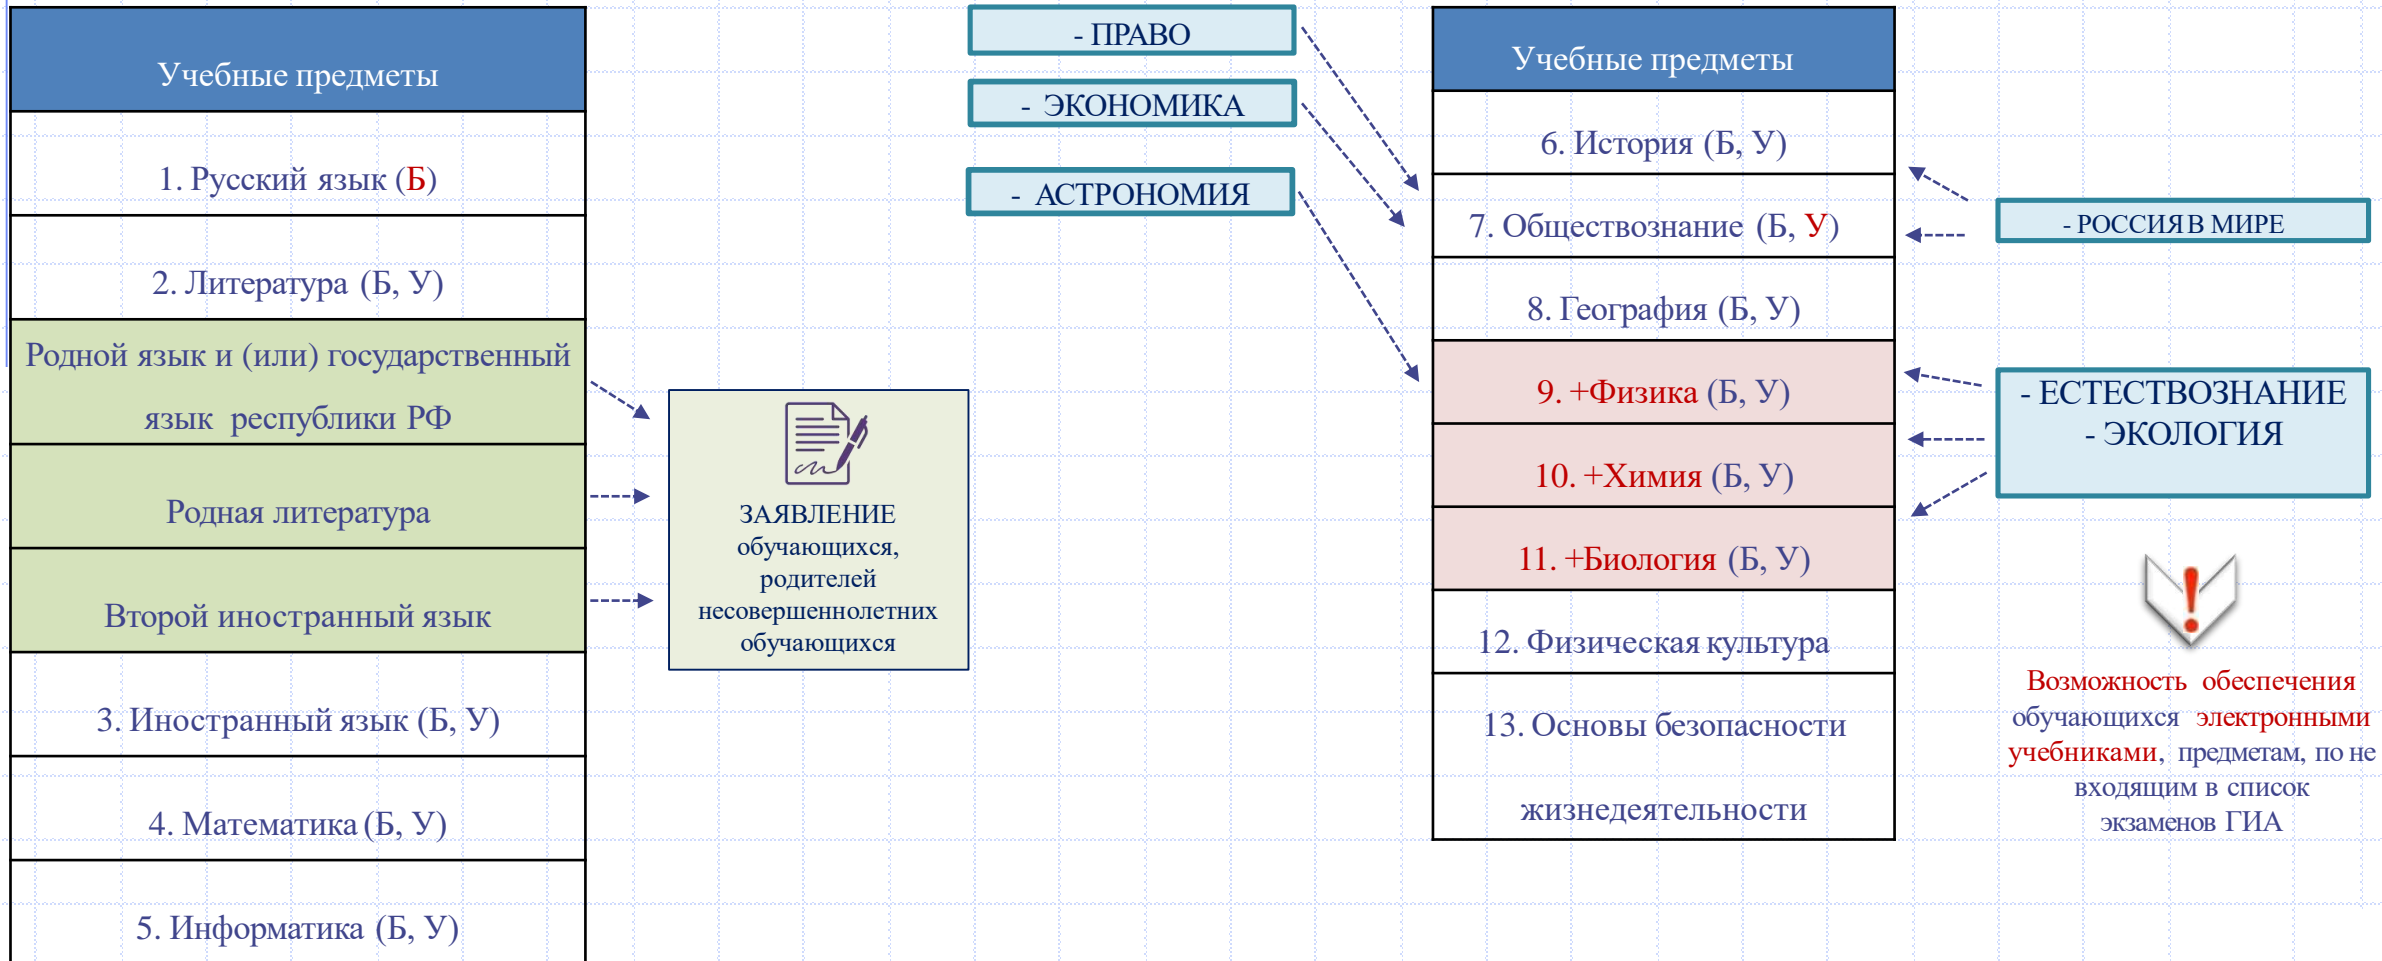 Учебные предметы
1. Русский язык (Б)
2. Литература (Б, У)
Родной язык и (или) государственный
язык республики РФ
Родная литература
Второй иностранный язык
3. Иностранный язык (Б, У)
4. Математика (Б, У)
5. Информатика (Б, У)
ЗАЯВЛЕНИЕ
обучающихся,
родителей
несовершеннолетних
обучающихся
- ПРАВО
- ЭКОНОМИКА
- АСТРОНОМИЯ
Учебные предметы
6. История (Б, У)
7. Обществознание (Б, У)
8. География (Б, У)
9. +Физика (Б, У)
10. +Химия (Б, У)
11. +Биология (Б, У)
12. Физическая культура
13. Основы безопасности
жизнедеятельности
- РОССИЯ В МИРЕ
- ЕСТЕСТВОЗНАНИЕ
- ЭКОЛОГИЯ
Возможность обеспечения
обучающихся электронными
учебниками, предметам, по не
входящим в список
экзаменов ГИА